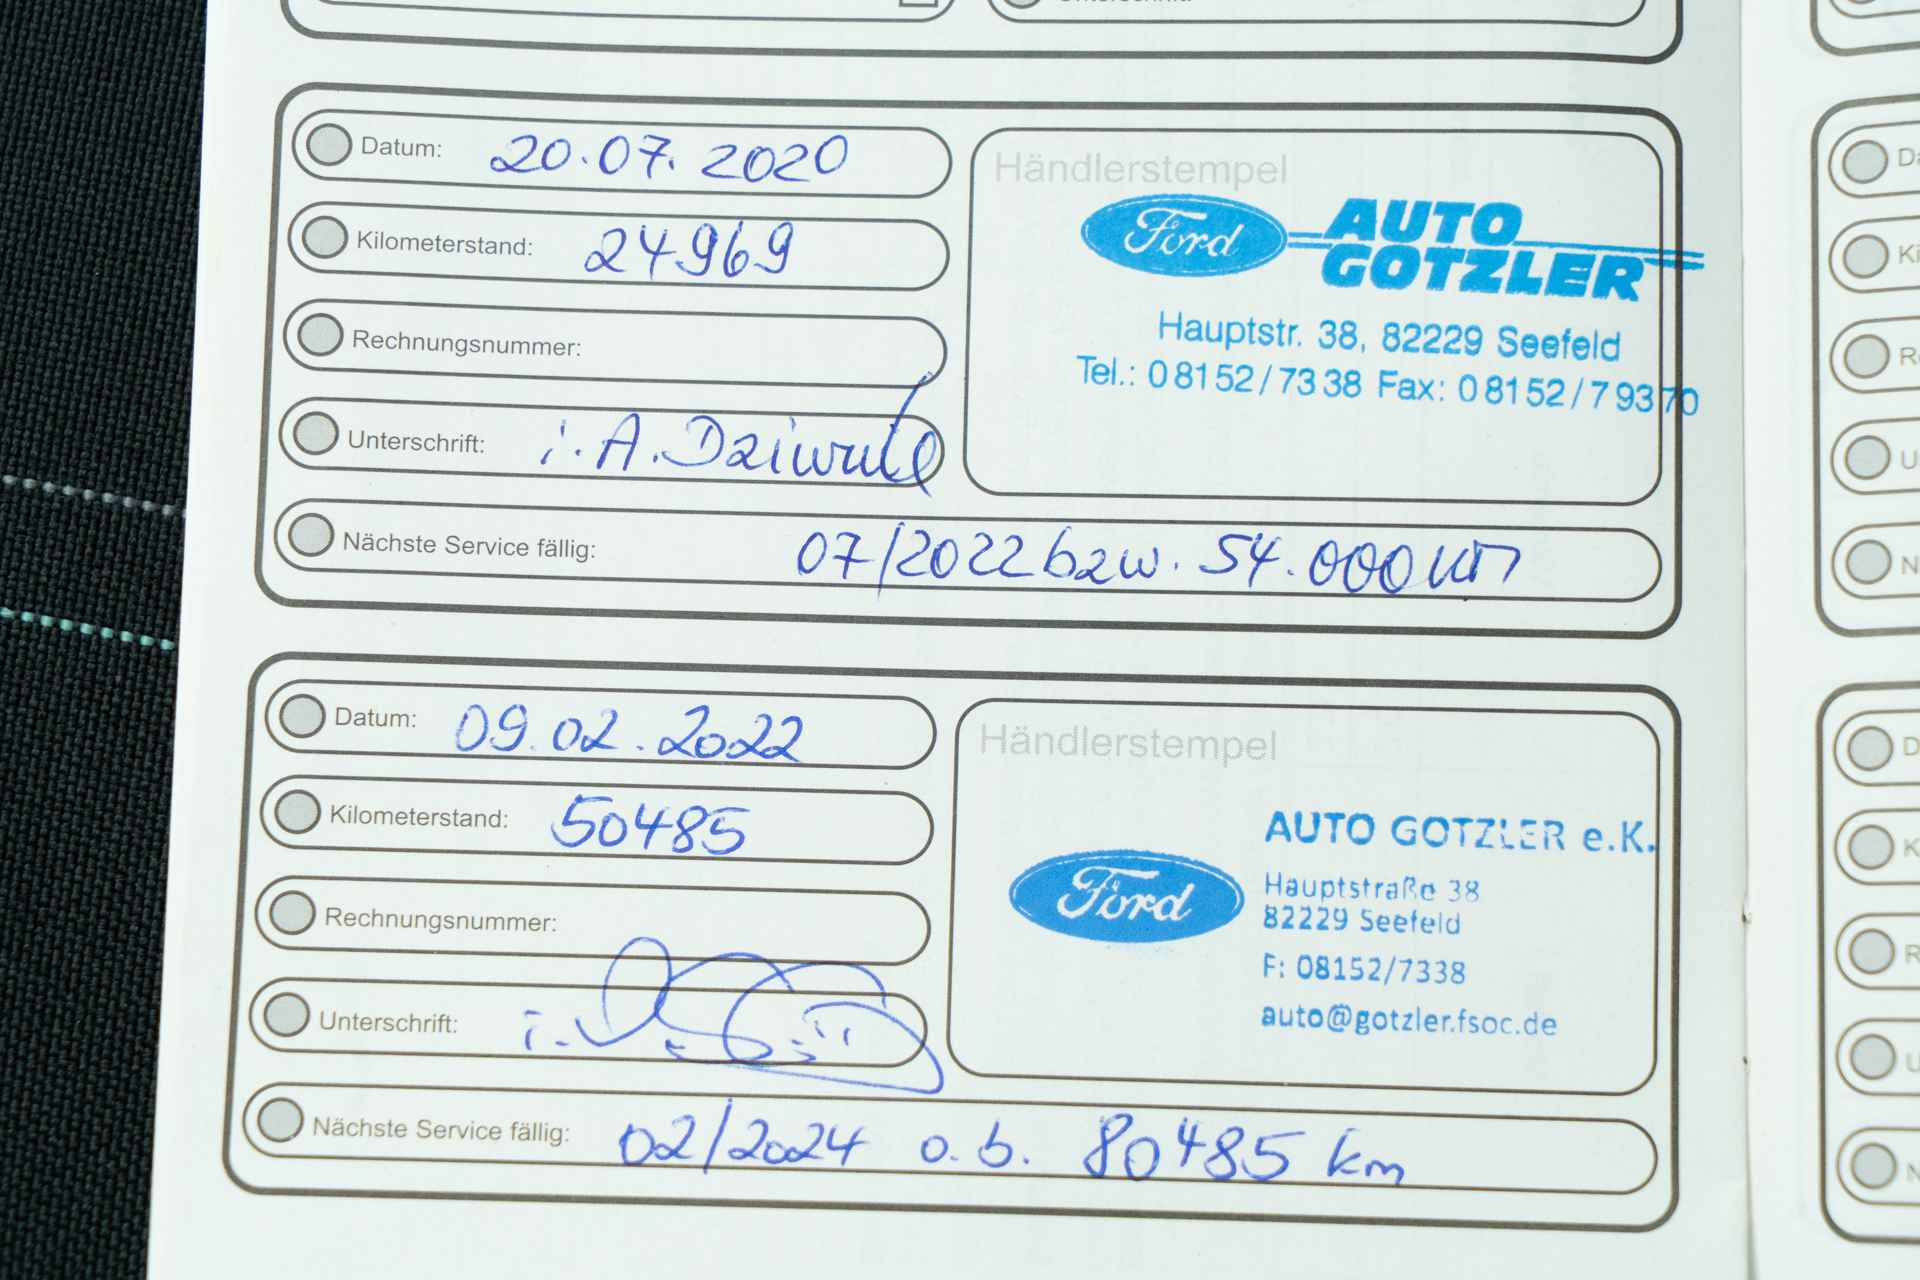 Datum: 20.07.2020
Kilometerstand: 24969
Rechnungsnummer:
Unterschrift: i.A.
Nächste Service fällig: 07/2022 bzw. 54.000 km
Händlerstempel
Ford AUTO GOTZLER
Hauptstr. 38, 82229 Seefeld
Tel.: 08152/7338 Fax: 08152/79370
Datum: 09.02.2022
Kilometerstand: 50485
Rechnungsnummer:
Unterschrift: i.
Nächste Service fällig: 02/2024 o.b. 80485 km
Händlerstempel
Ford
AUTO GOTZLER e.K.
Hauptstraße 38
82229 Seefeld
F: 08152/7338
auto@gotzler.fsoc.de